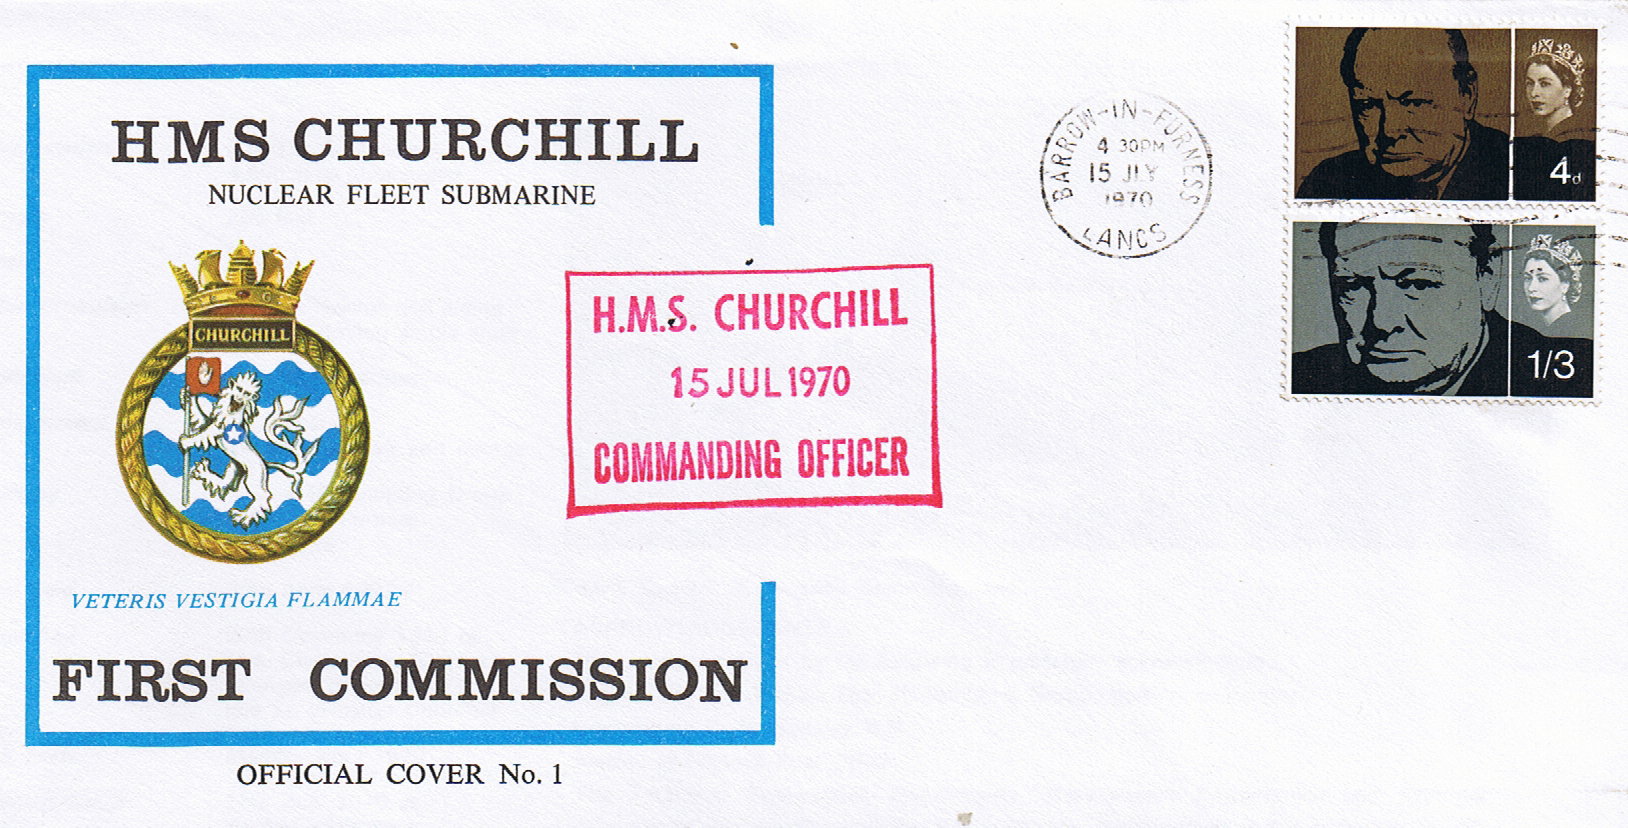 HMS CHURCHILL
NUCLEAR FLEET SUBMARINE
CHURCHILL
VETERIS VESTIGIA FLAMMAE
FIRST COMMISSION
OFFICIAL COVER No. 1
H.M.S. CHURCHILL
15 JUL 1970
COMMANDING OFFICER
BARROW-IN-FURNESS
4 30PM
15 JLY
1970
LANCS
4d
1/3